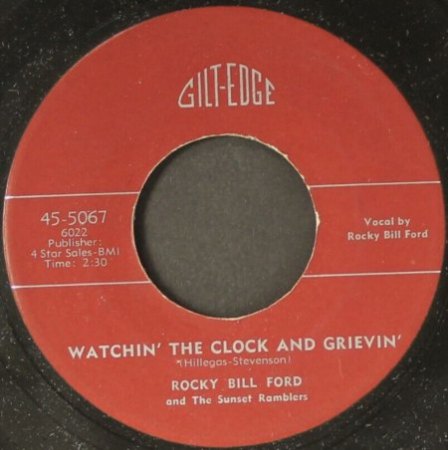 GILT-EDGE
45-5067
6022
Publisher:
4 Star Sales-BMI
Time: 2:30
Vocal by
Rocky Bill Ford
WATCHIN' THE CLOCK AND GRIEVIN'
*(Hillegas-Stevenson)
ROCKY BILL FORD
and The Sunset Ramblers